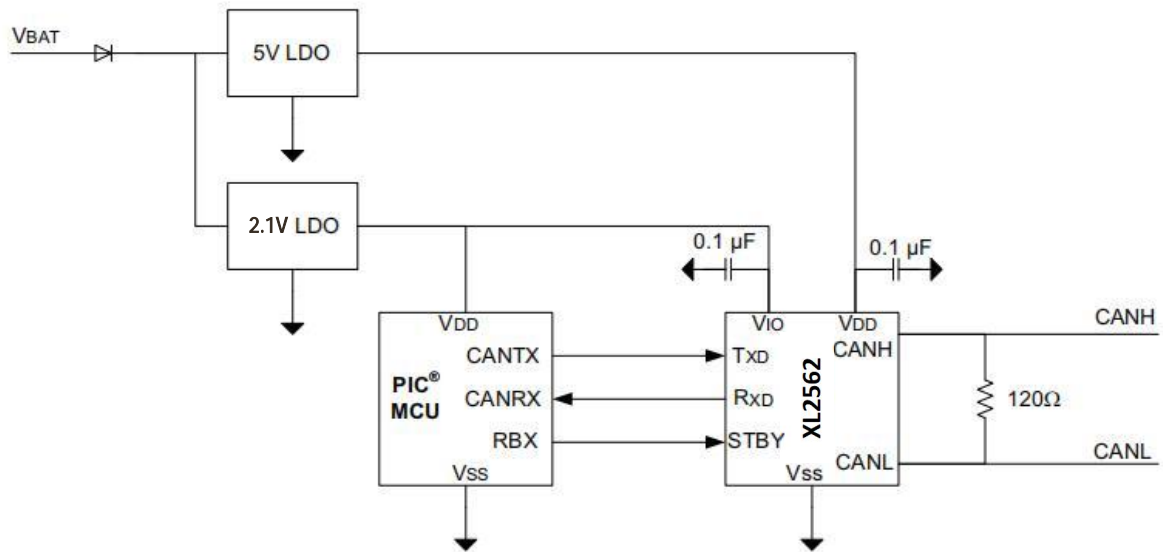 VBAT
5V LDO
2.1V LDO
0.1 µF
0.1 µF
VDD
CANTX
PIC®
MCU
CANRX
RBX
VSS
VIO
VDD
TXD
CANH
RXD
XL2562
STBY
CANL
VSS
CANH
120Ω
CANL